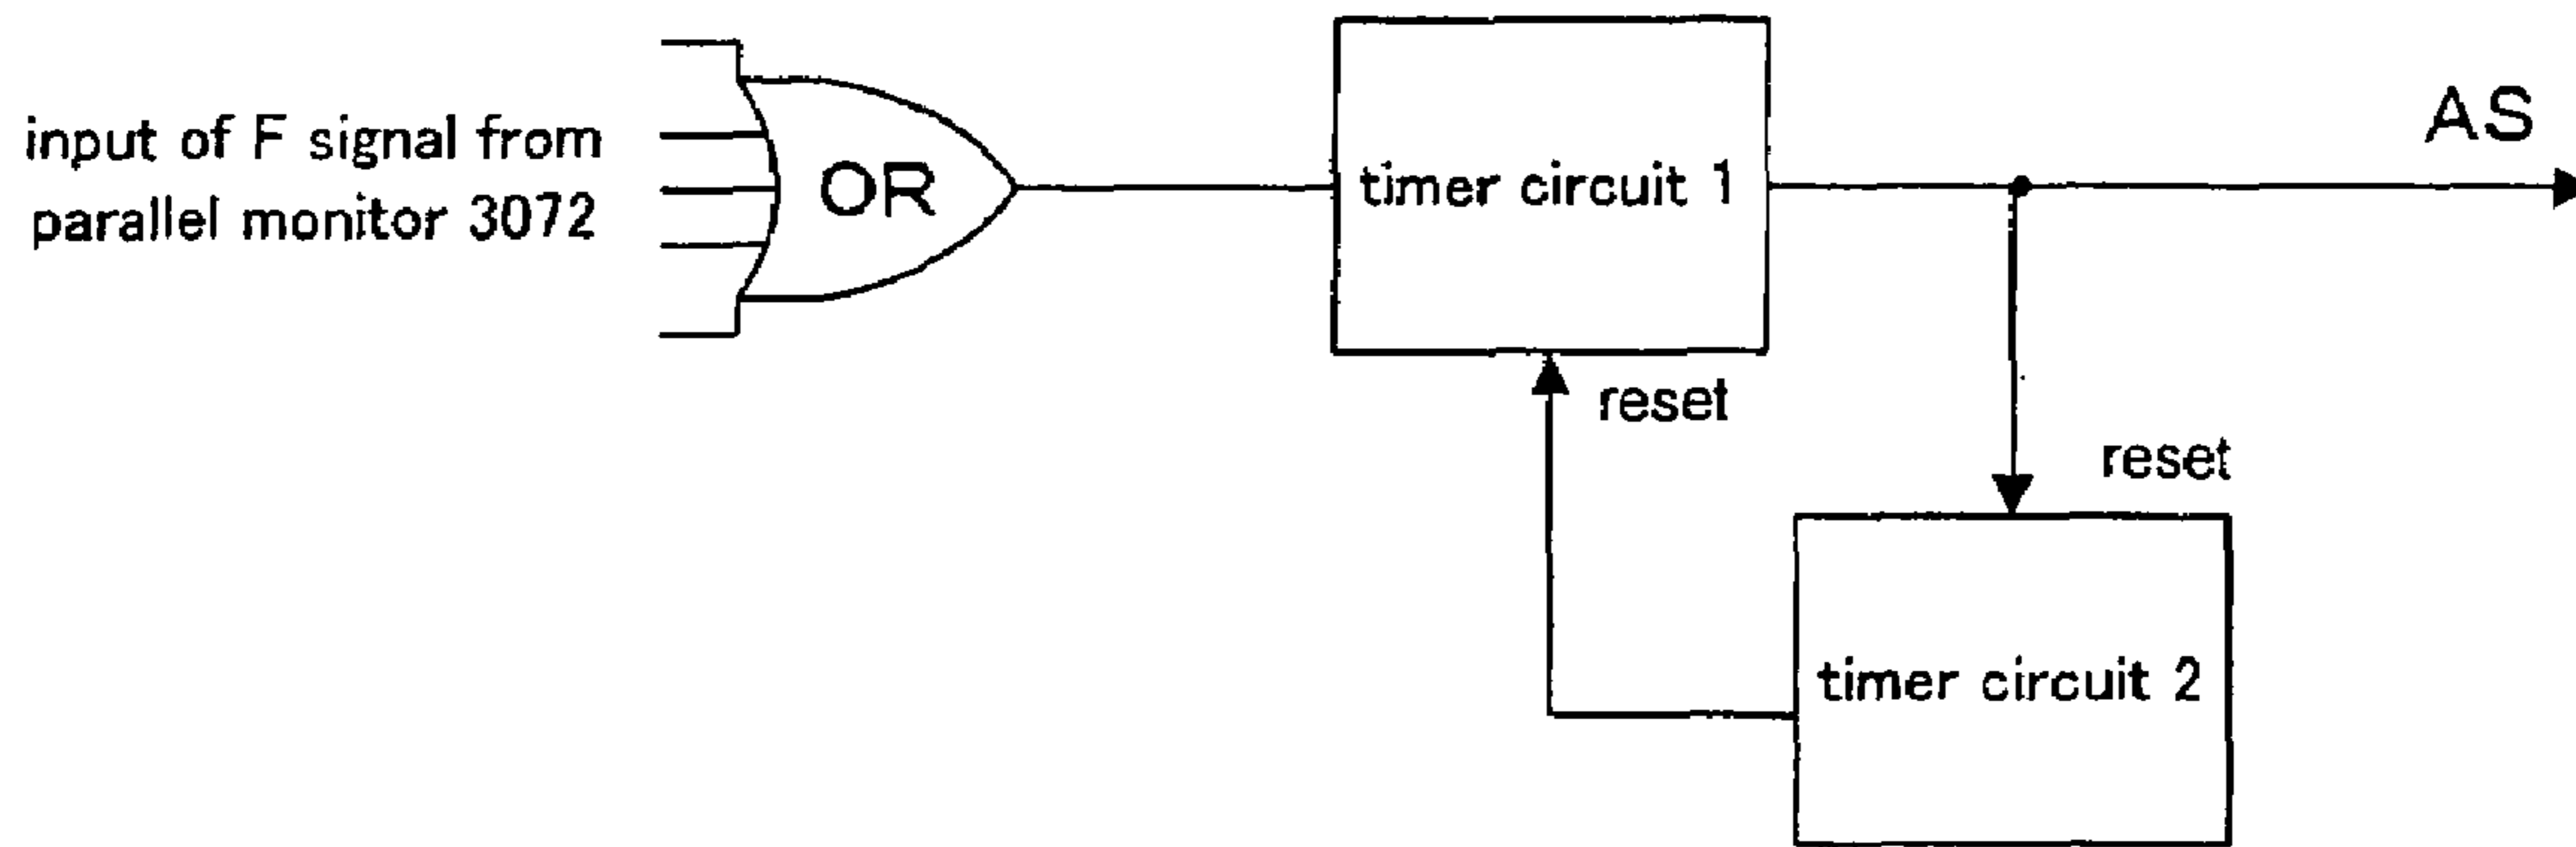 input of F signal from
parallel monitor 3072
OR
timer circuit 1
AS
reset
reset
timer circuit 2